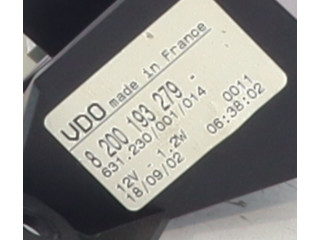 VDO made in France
8 200 193 279 -
631.230/001/014 0011
12V - 1.2W 06:38:02
18/09/02